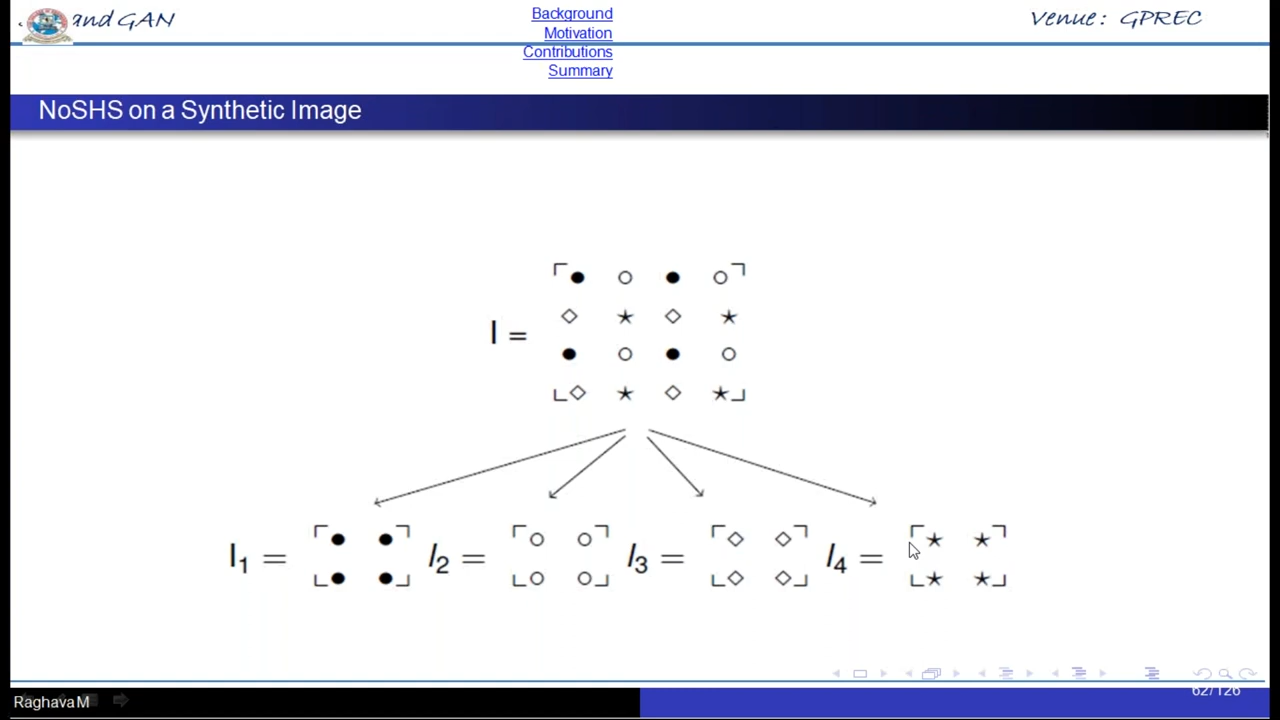 and GAN
Background
Motivation
Contributions
Summary
Venue: GPREC
NoSHS on a Synthetic Image
I =
● ○ ● ○
◇ ★ ◇ ★
● ○ ● ○
◇ ★ ◇ ★
I₁ = I₂ = I₃ = I₄ =
● ● ○ ○ ◇ ◇ ★ ★
● ● ○ ○ ◇ ◇ ★ ★
Raghava M
62/126